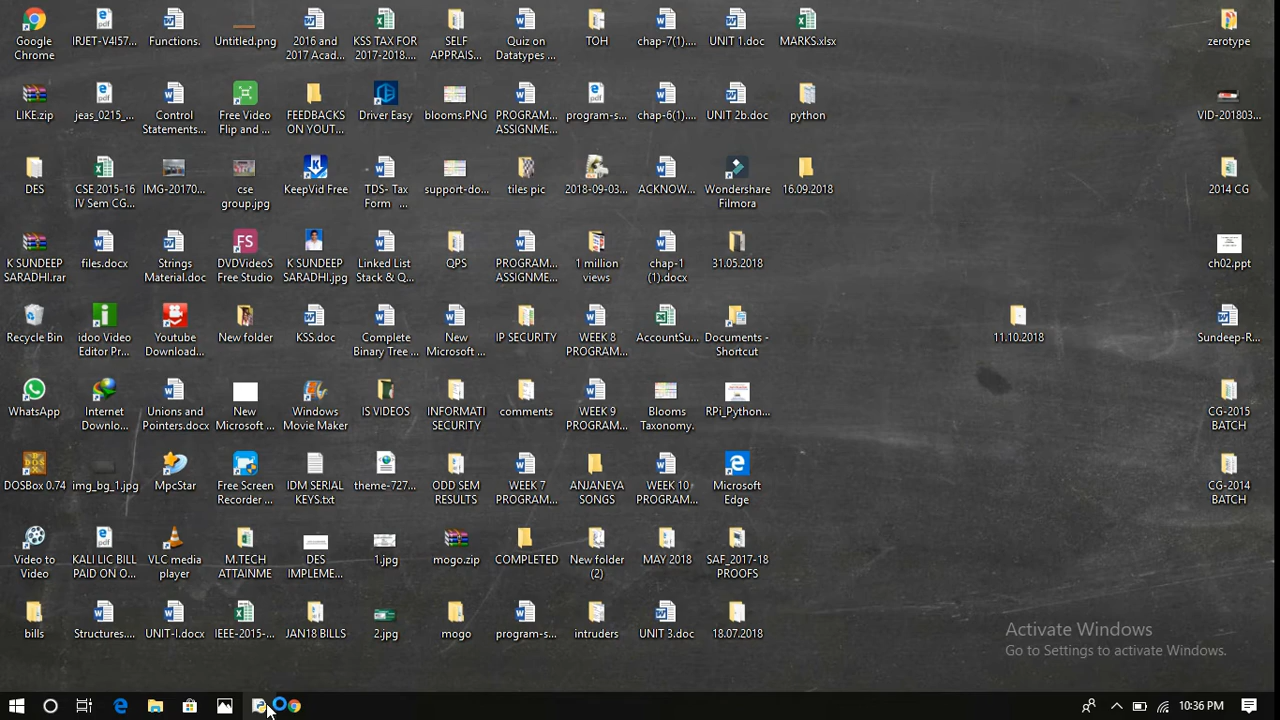 Google Chrome
IRJET-V4I57...
Functions.
Untitled.png
2016 and 2017 Acad...
KSS TAX FOR 2017-2018....
SELF APPRAIS...
Quiz on Datatypes ...
TOH
chap-7(1)....
UNIT 1.doc
MARKS.xlsx
zerotype
LIKE.zip
jeas_0215_...
Control Statements...
Free Video Flip and ...
FEEDBACKS ON YOUT...
Driver Easy
blooms.PNG
PROGRAM... ASSIGNME...
program-s...
chap-6(1)....
UNIT 2b.doc
python
VID-201803...
DES
CSE 2015-16 IV Sem CG...
IMG-20170...
cse group.jpg
KeepVid Free
TDS- Tax Form ...
support-do...
tiles pic
2018-09-03...
ACKNOW...
Wondershare Filmora
16.09.2018
2014 CG
K SUNDEEP SARADHI.rar
files.docx
Strings Material.doc
DVDVideoS Free Studio
K SUNDEEP SARADHI.jpg
Linked List Stack & Q...
QPS
PROGRAM... ASSIGNME...
1 million views
chap-1 (1).docx
31.05.2018
ch02.ppt
Recycle Bin
idoo Video Editor Pr...
Youtube Download...
New folder
KSS.doc
Complete Binary Tree ...
New Microsoft ...
IP SECURITY
WEEK 8 PROGRAM...
AccountSu...
Documents - Shortcut
11.10.2018
Sundeep-R...
WhatsApp
Internet Downlo...
Unions and Pointers.docx
New Microsoft ...
Windows Movie Maker
IS VIDEOS
INFORMATI SECURITY
comments
WEEK 9 PROGRAM...
Blooms Taxonomy.
RPi_Python...
CG-2015 BATCH
DOSBox 0.74
img_bg_1.jpg
MpcStar
Free Screen Recorder ...
IDM SERIAL KEYS.txt
theme-727...
ODD SEM RESULTS
WEEK 7 PROGRAM...
ANJANEYA SONGS
WEEK 10 PROGRAM...
Microsoft Edge
CG-2014 BATCH
Video to Video
KALI LIC BILL PAID ON O...
VLC media player
M.TECH ATTAINME
DES IMPLEME...
1.jpg
mogo.zip
COMPLETED
New folder (2)
MAY 2018
SAF_2017-18 PROOFS
bills
Structures....
UNIT-I.docx
IEEE-2015-...
JAN18 BILLS
2.jpg
mogo
program-s...
intruders
UNIT 3.doc
18.07.2018
Activate Windows
Go to Settings to activate Windows.
10:36 PM